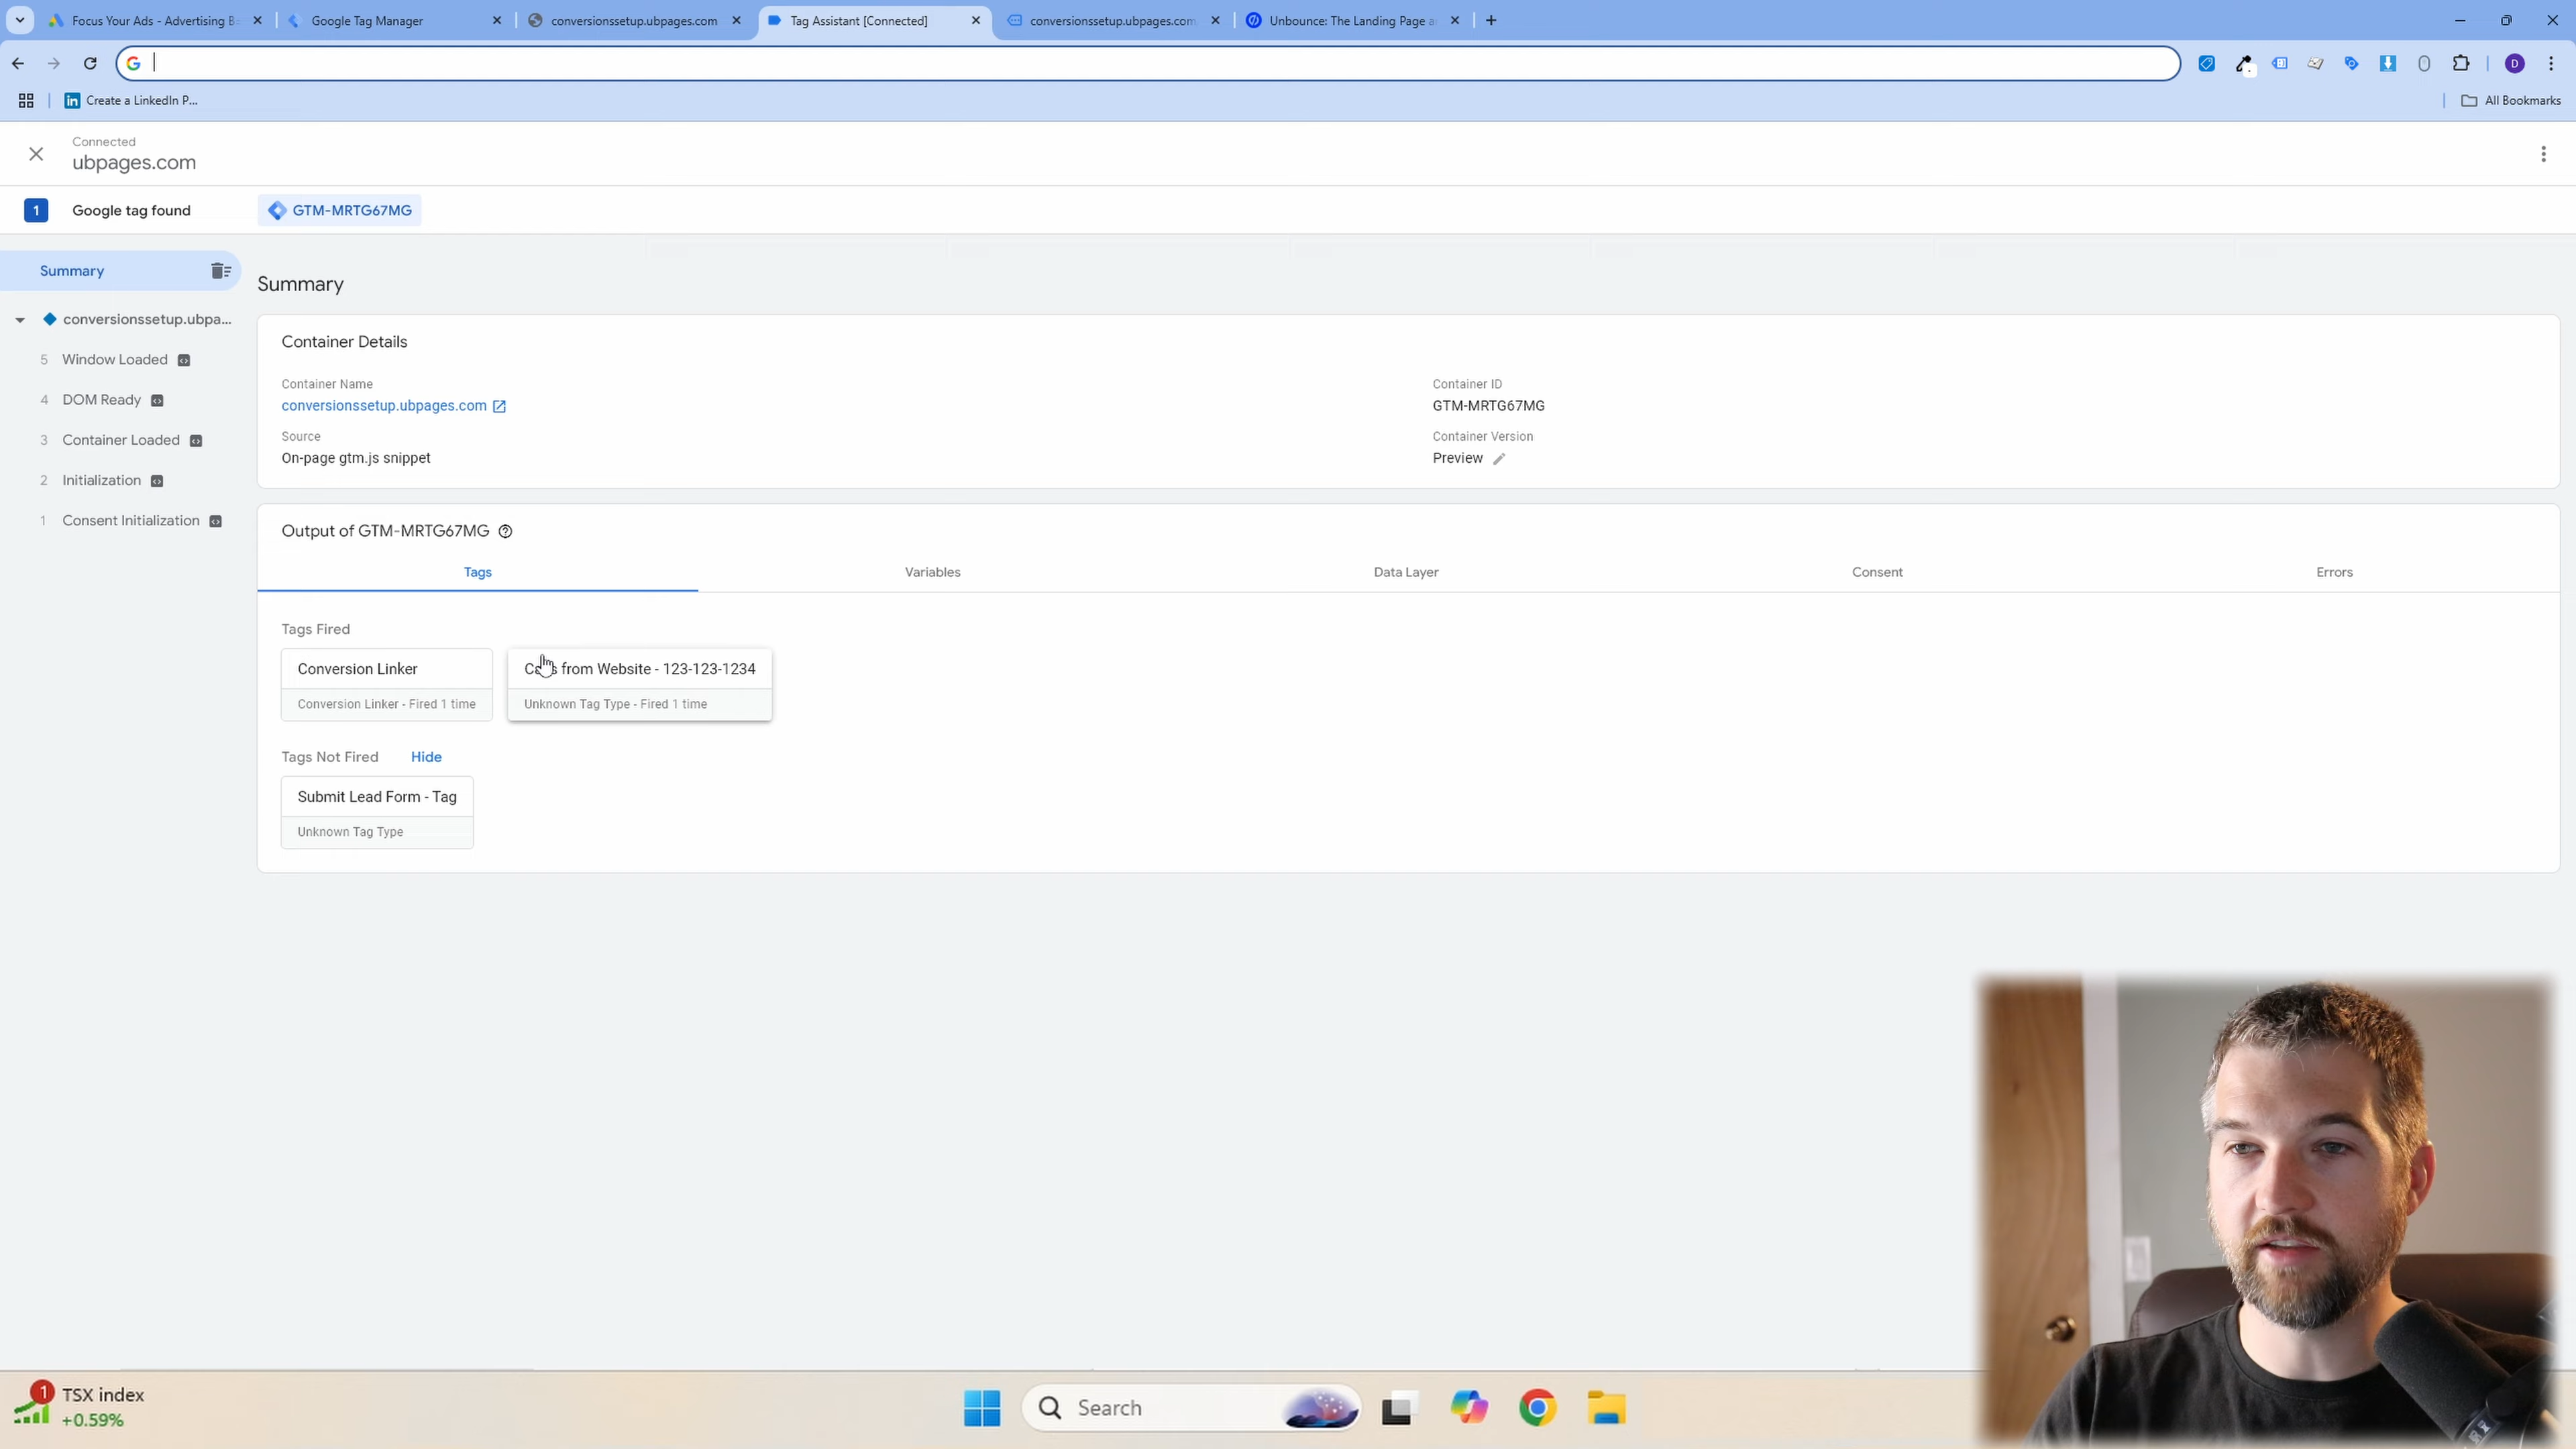 Focus Your Ads - Advertising B
Google Tag Manager
conversionssetup.ubpages.com
Tag Assistant [Connected]
conversionssetup.ubpages.com
Unbounce: The Landing Page a
Create a LinkedIn P...
All Bookmarks
D
Connected
ubpages.com
1
Google tag found
GTM-MRTG67MG
Summary
conversionssetup.ubpa...
5 Window Loaded
4 DOM Ready
3 Container Loaded
2 Initialization
1 Consent Initialization
Summary
Container Details
Container Name
conversionssetup.ubpages.com
Container ID
GTM-MRTG67MG
Source
On-page gtm.js snippet
Container Version
Preview
Output of GTM-MRTG67MG
Tags
Variables
Data Layer
Consent
Errors
Tags Fired
Conversion Linker
Conversion Linker - Fired 1 time
from Website - 123-123-1234
Unknown Tag Type - Fired 1 time
Tags Not Fired
Hide
Submit Lead Form - Tag
Unknown Tag Type
1
TSX index
+0.59%
Search